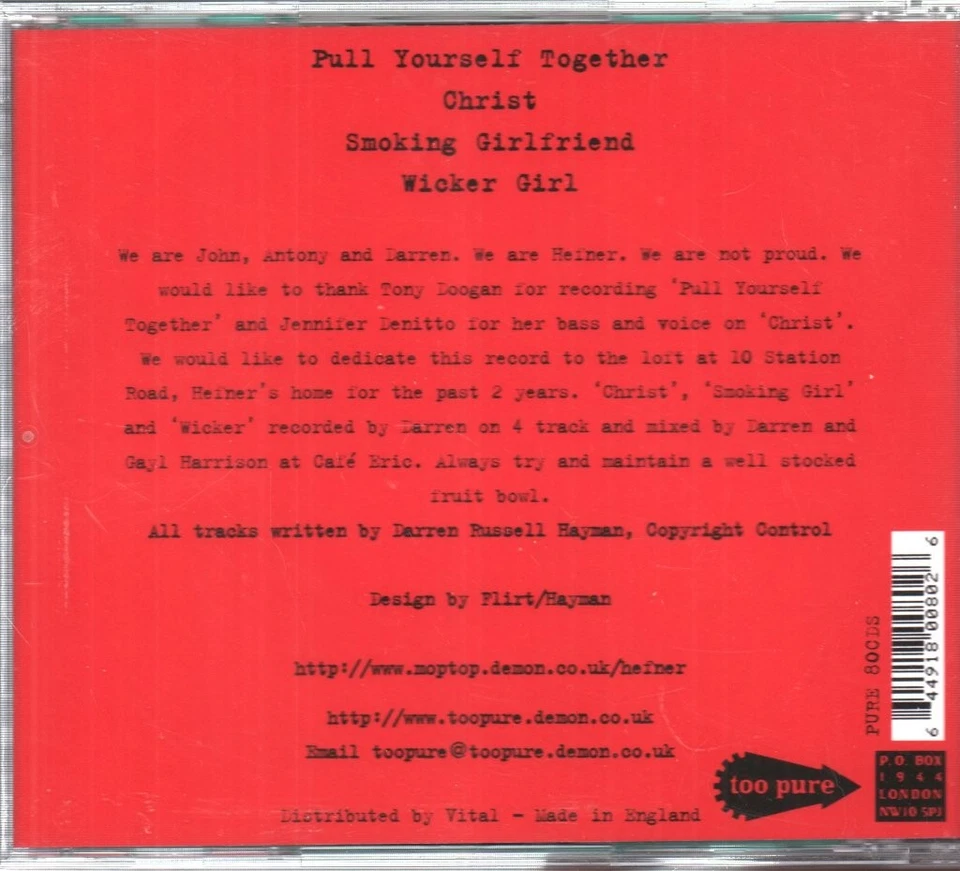 Pull Yourself Together
Christ
Smoking Girlfriend
Wicker Girl
We are John, Antony and Darren. We are Hefner. We are not proud. We
would like to thank Tony Doogan for recording ‘Pull Yourself
Together’ and Jennifer Denitto for her bass and voice on ‘Christ’.
We would like to dedicate this record to the loft at 10 Station
Road, Hefner’s home for the past 2 years. ‘Christ’, ‘Smoking Girl’
and ‘Wicker’ recorded by Darren on 4 track and mixed by Darren and
Gayl Harrison at Café Eric. Always try and maintain a well stocked
fruit bowl.
All tracks written by Darren Russell Hayman, Copyright Control
Design by Flirt/Hayman
http://www.moptop.demon.co.uk/hefner
http://www.toopure.demon.co.uk
Email toopure@toopure.demon.co.uk
Distributed by Vital - Made in England
too pure
P.O. BOX
1944
LONDON
NW10 5PJ
PURE 80CDS
6 44918 00802 6